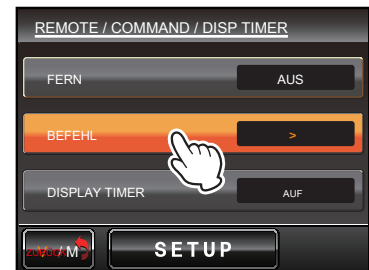 REMOTE / COMMAND / DISP TIMER
FERN
AUS
BEFEHL
>
DISPLAY TIMER
AUF
SETUP